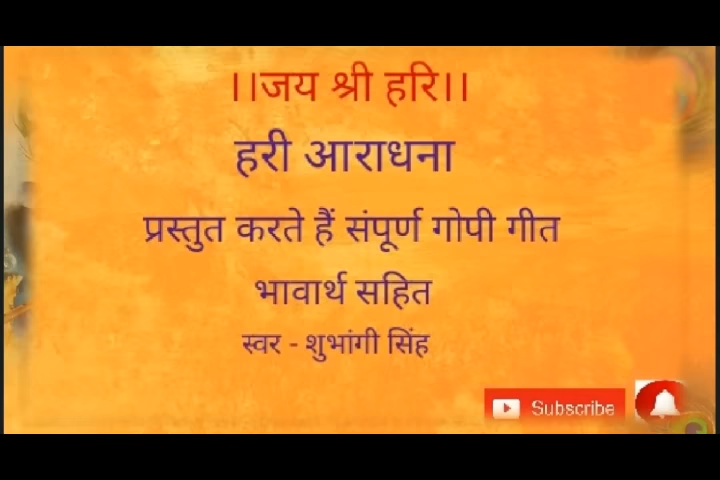 ।।जय श्री हरि।।
हरी आराधना
प्रस्तुत करते हैं संपूर्ण गोपी गीत
भावार्थ सहित
स्वर - शुभांगी सिंह
Subscribe